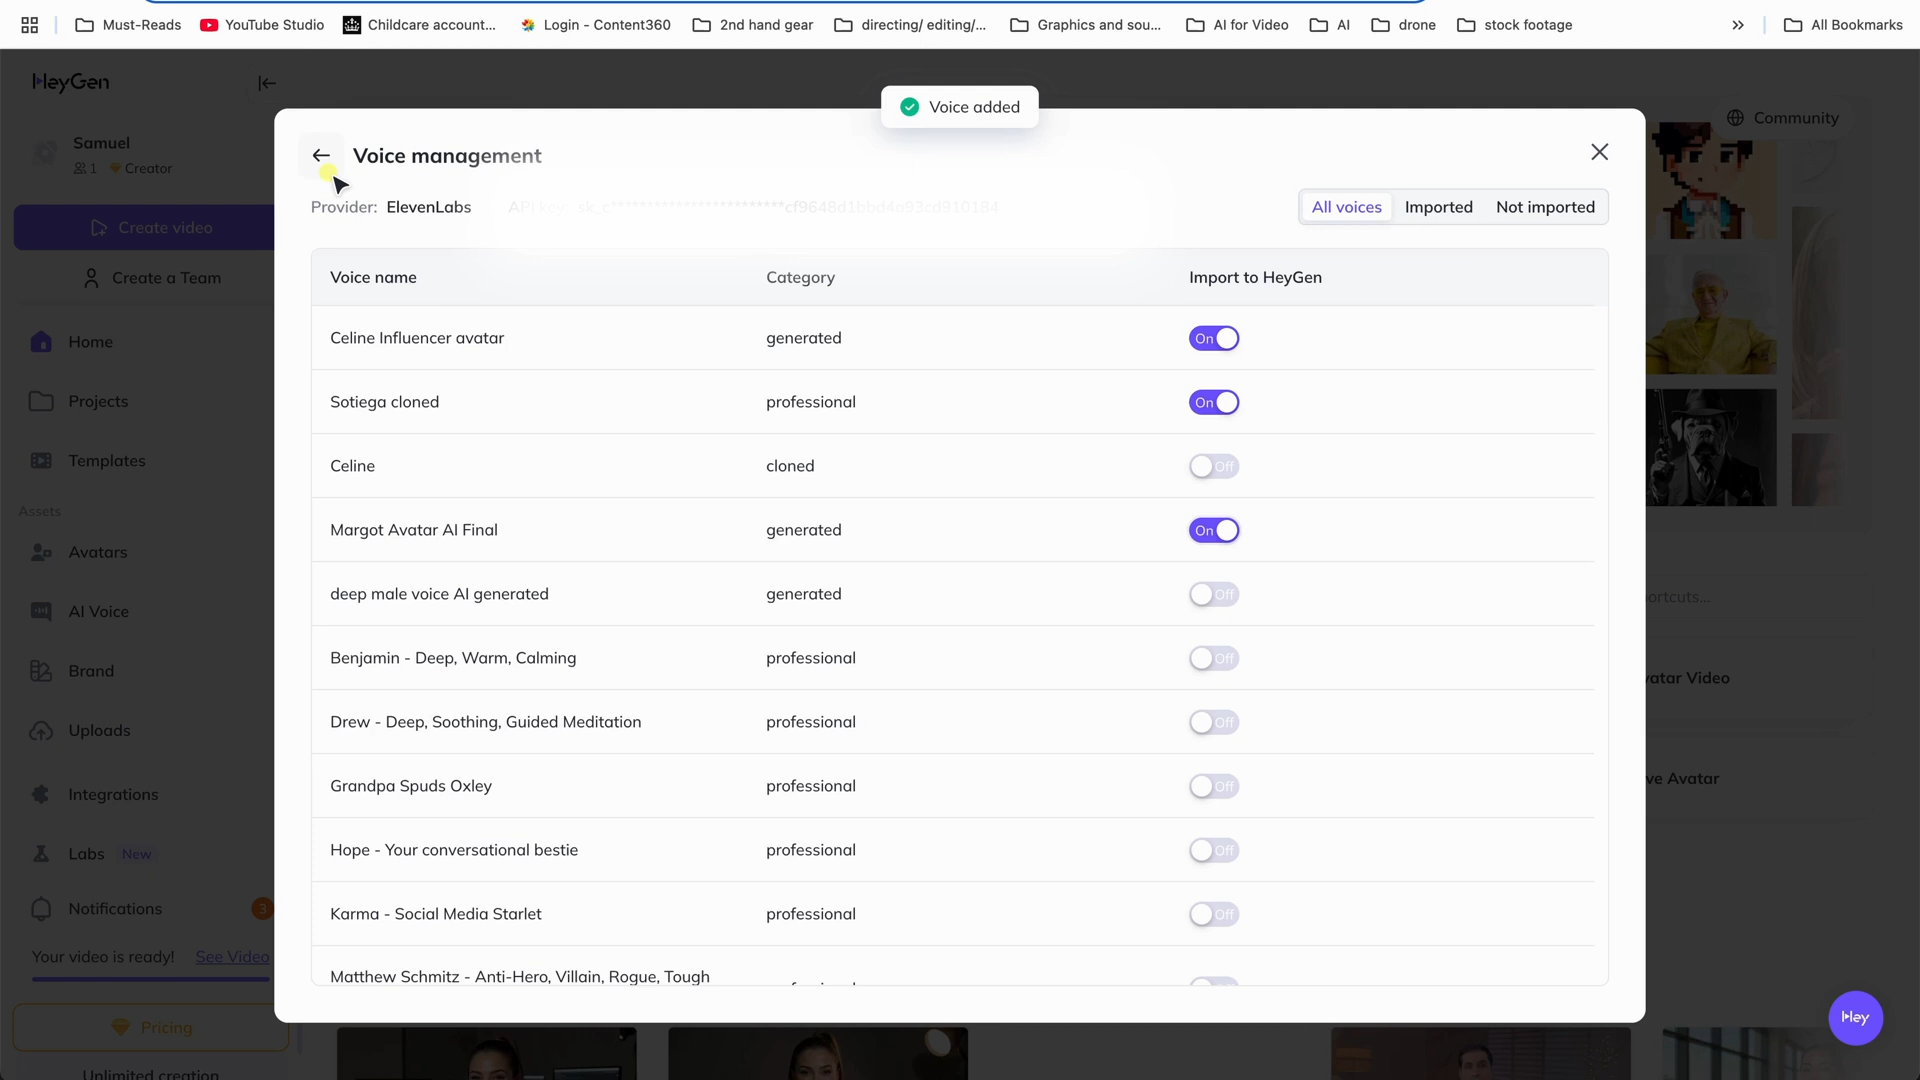 Must-Reads
YouTube Studio
Childcare account...
Login - Content360
2nd hand gear
directing/ editing/...
Graphics and sou...
AI for Video
AI
drone
stock footage
All Bookmarks
HeyGen
Samuel
1 Creator
Create video
Create a Team
Home
Projects
Templates
Assets
Avatars
AI Voice
Brand
Uploads
Integrations
Labs New
Notifications 3
Your video is ready! See Video
Pricing
Unlimited creation
Voice added
Community
Voice management
Provider: ElevenLabs
All voices Imported Not imported
Voice name Category Import to HeyGen
Celine Influencer avatar generated On
Sotiega cloned professional On
Celine cloned Off
Margot Avatar AI Final generated On
deep male voice AI generated generated Off
Benjamin - Deep, Warm, Calming professional Off
Drew - Deep, Soothing, Guided Meditation professional Off
Grandpa Spuds Oxley professional Off
Hope - Your conversational bestie professional Off
Karma - Social Media Starlet professional Off
Matthew Schmitz - Anti-Hero, Villain, Rogue, Tough
ortcuts...
vatar Video
ve Avatar
Hey